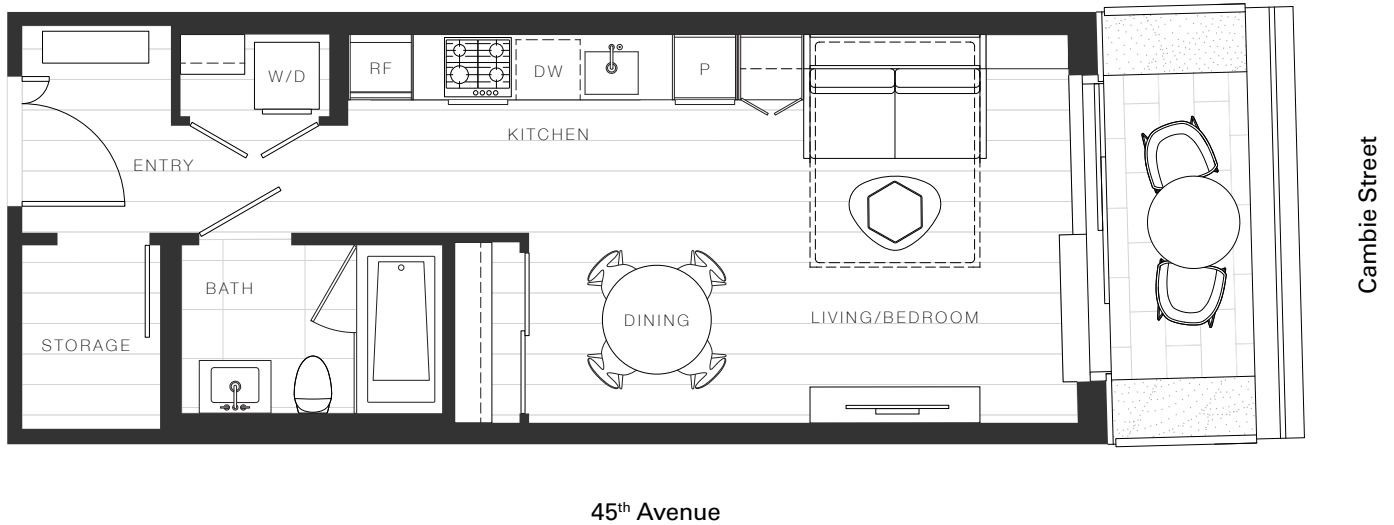 W/D
RF
DW
P
KITCHEN
ENTRY
BATH
DINING
LIVING/BEDROOM
STORAGE
Cambie Street
45th Avenue